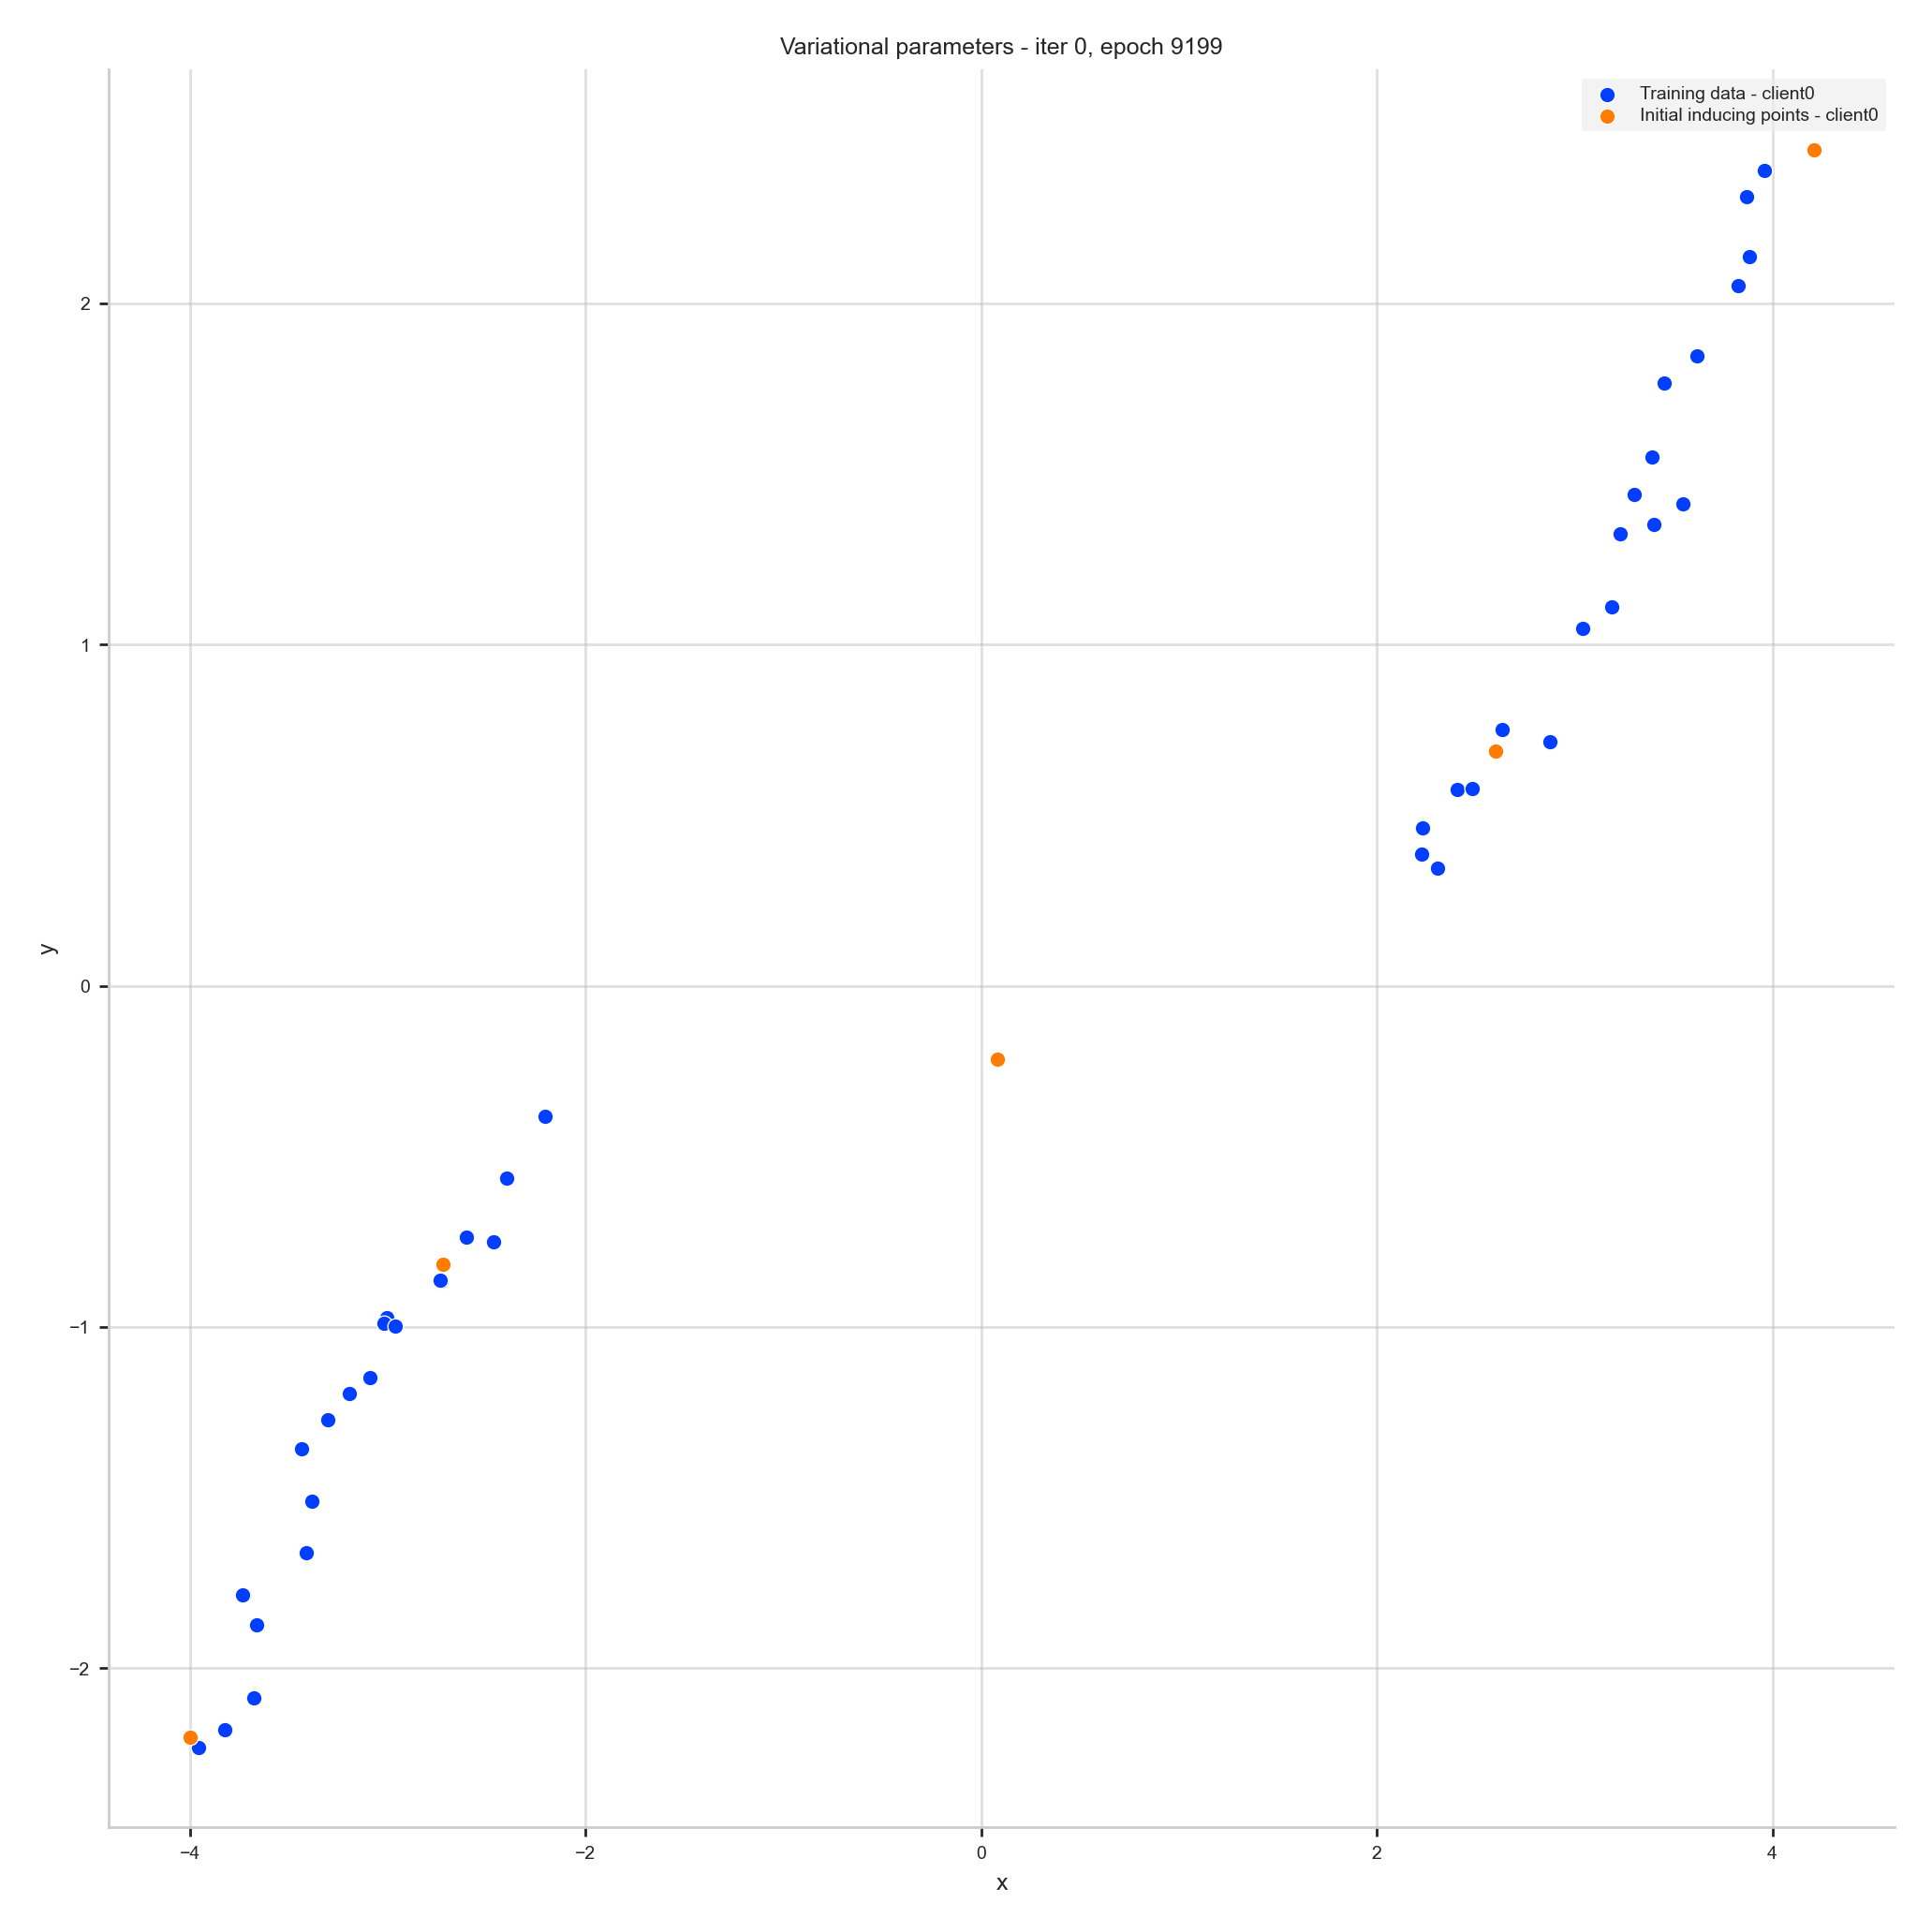 Variational parameters - iter 0, epoch 9199
Training data - client0
Initial inducing points - client0
2
1
0
−1
−2
y
−4
−2
0
2
4
x